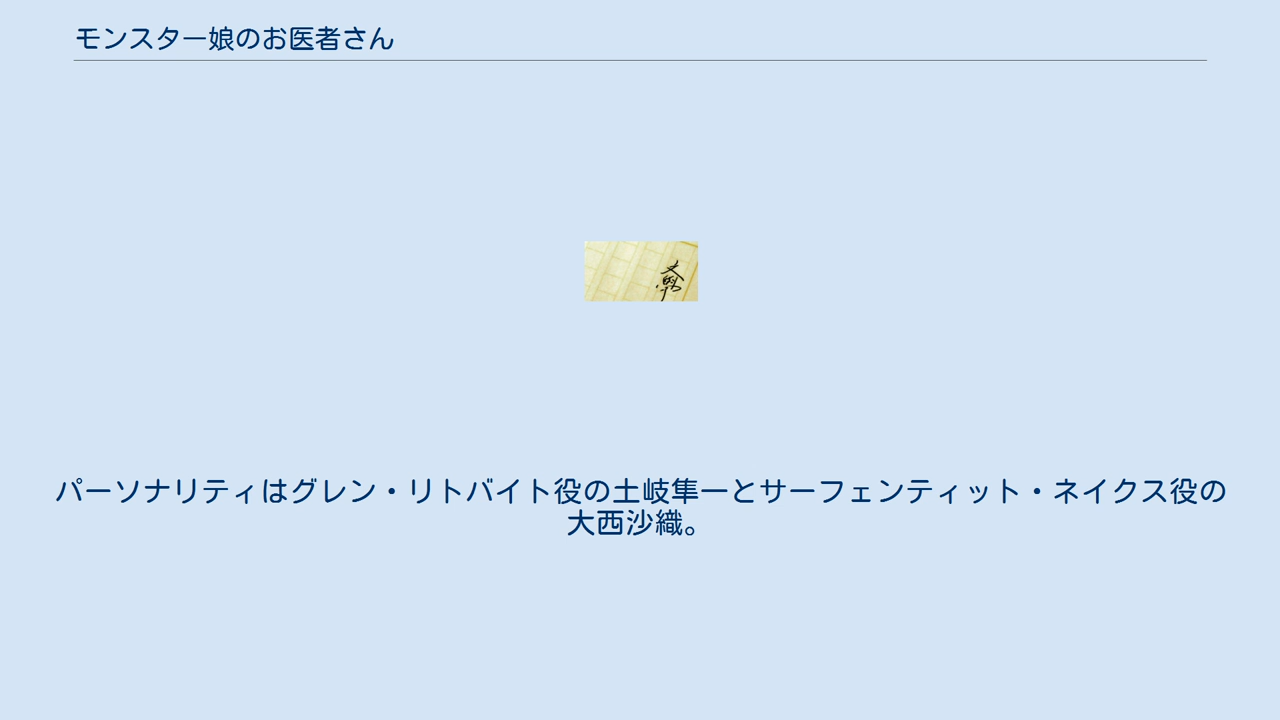 モンスター娘のお医者さん
パーソナリティはグレン・リトバイト役の土岐隼一とサーフェンティット・ネイクス役の
大西沙織。